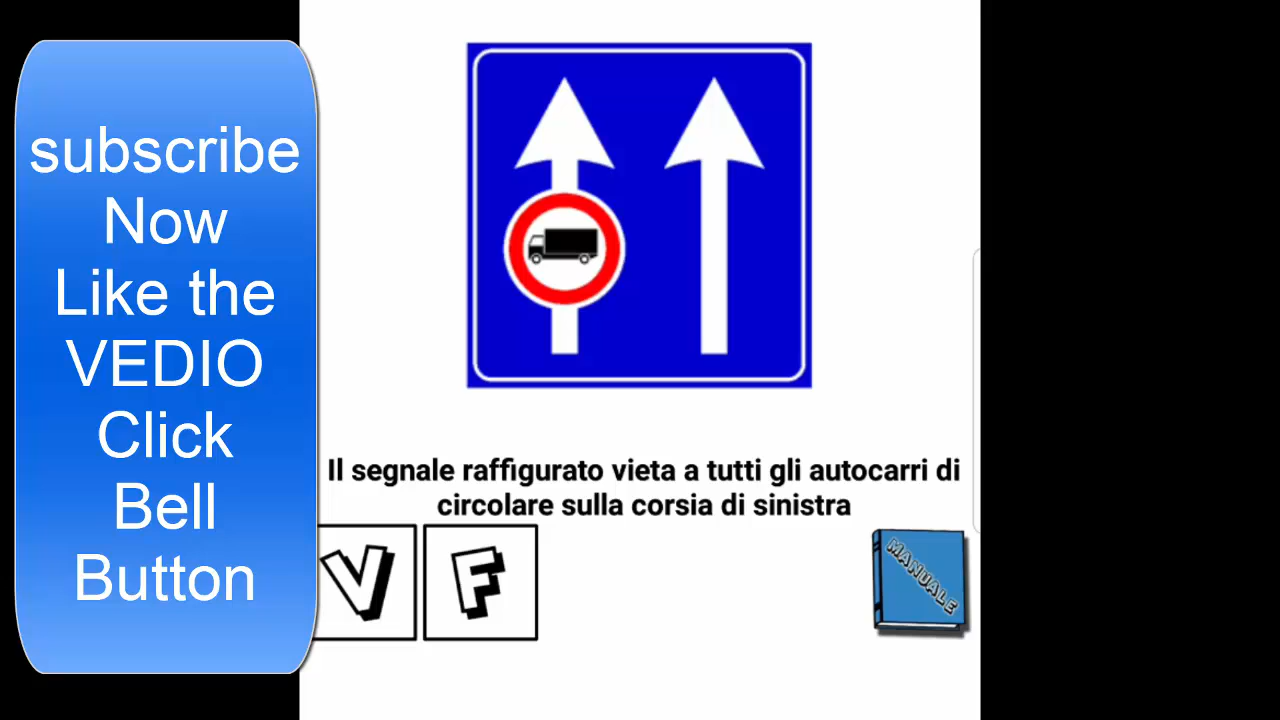 subscribe
Now
Like the
VEDIO
Click
Bell
Button
Il segnale raffigurato vieta a tutti gli autocarri di
circolare sulla corsia di sinistra
V F
MANUALE